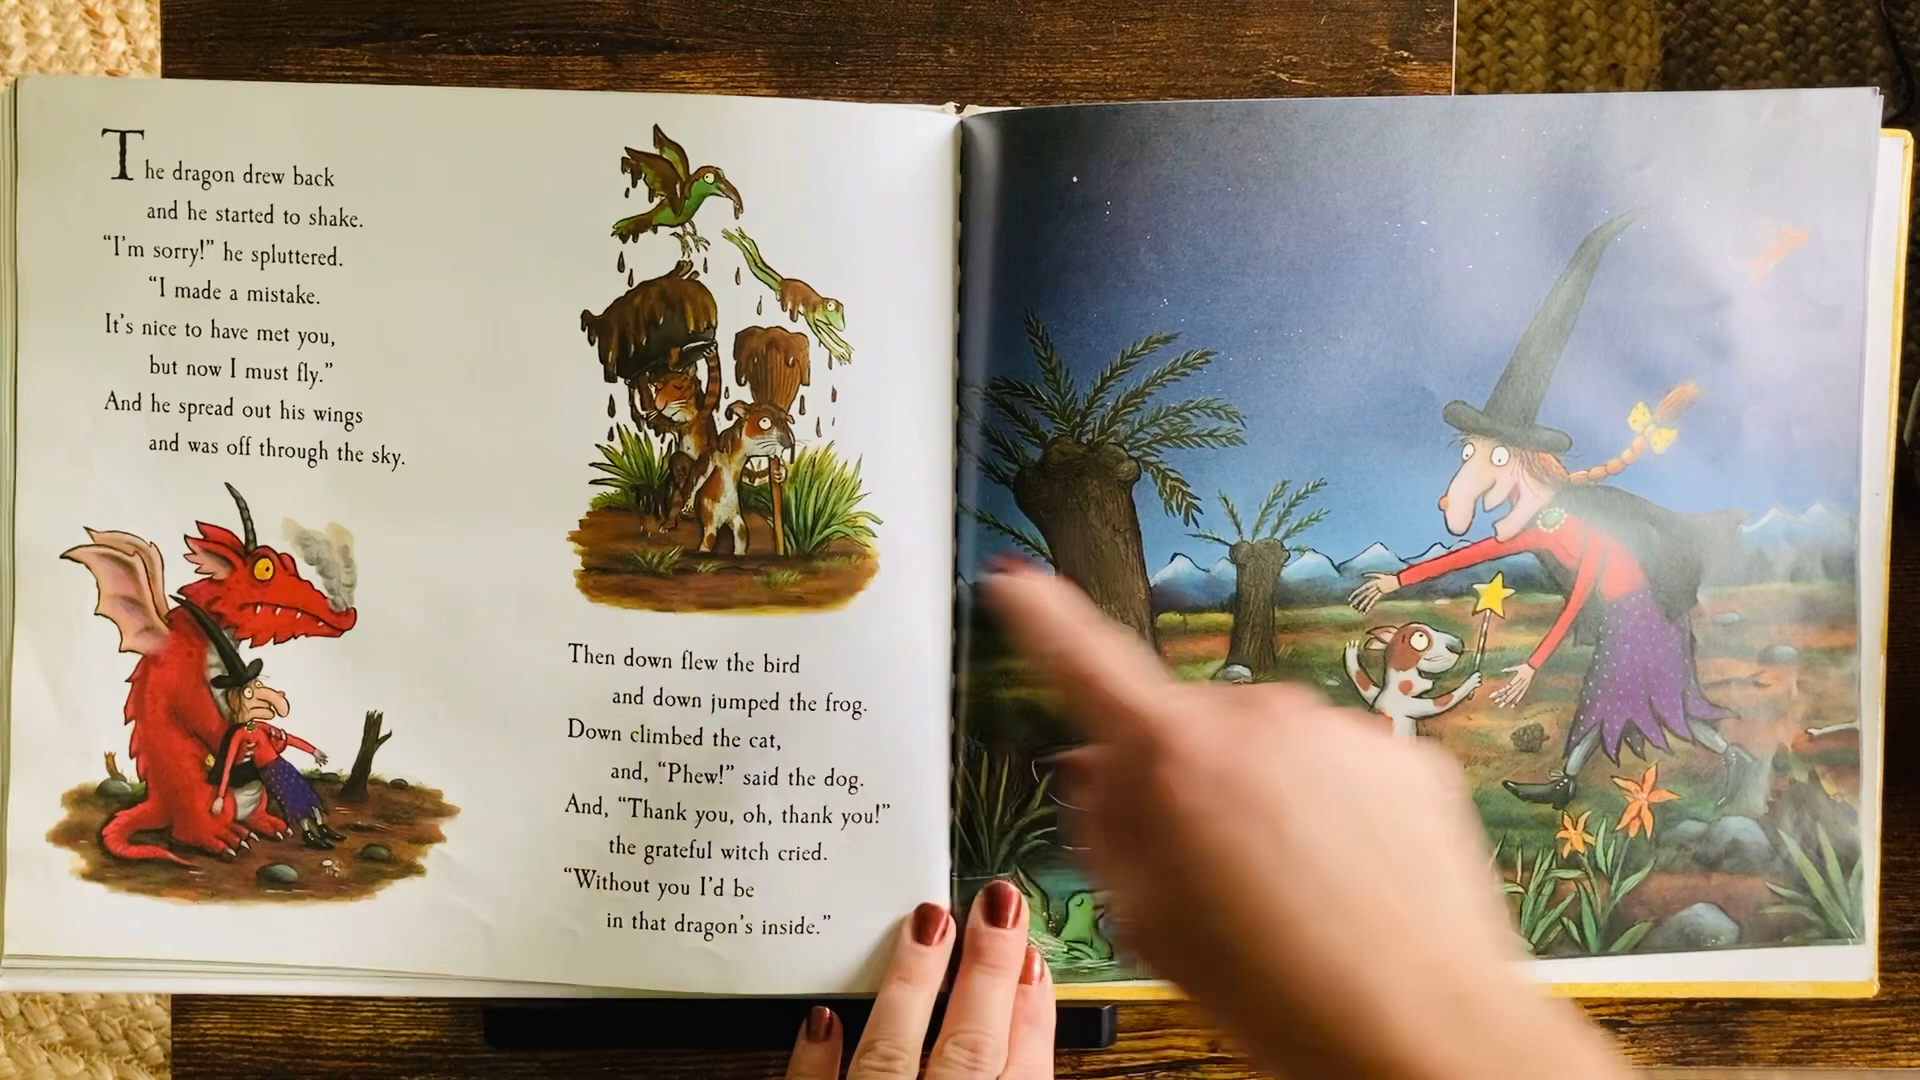 The dragon drew back
and he started to shake.
“I'm sorry!” he spluttered.
“I made a mistake.
It's nice to have met you,
but now I must fly.”
And he spread out his wings
and was off through the sky.
Then down flew the bird
and down jumped the frog.
Down climbed the cat,
and, “Phew!” said the dog.
And, “Thank you, oh, thank you!”
the grateful witch cried.
“Without you I'd be
in that dragon's inside.”